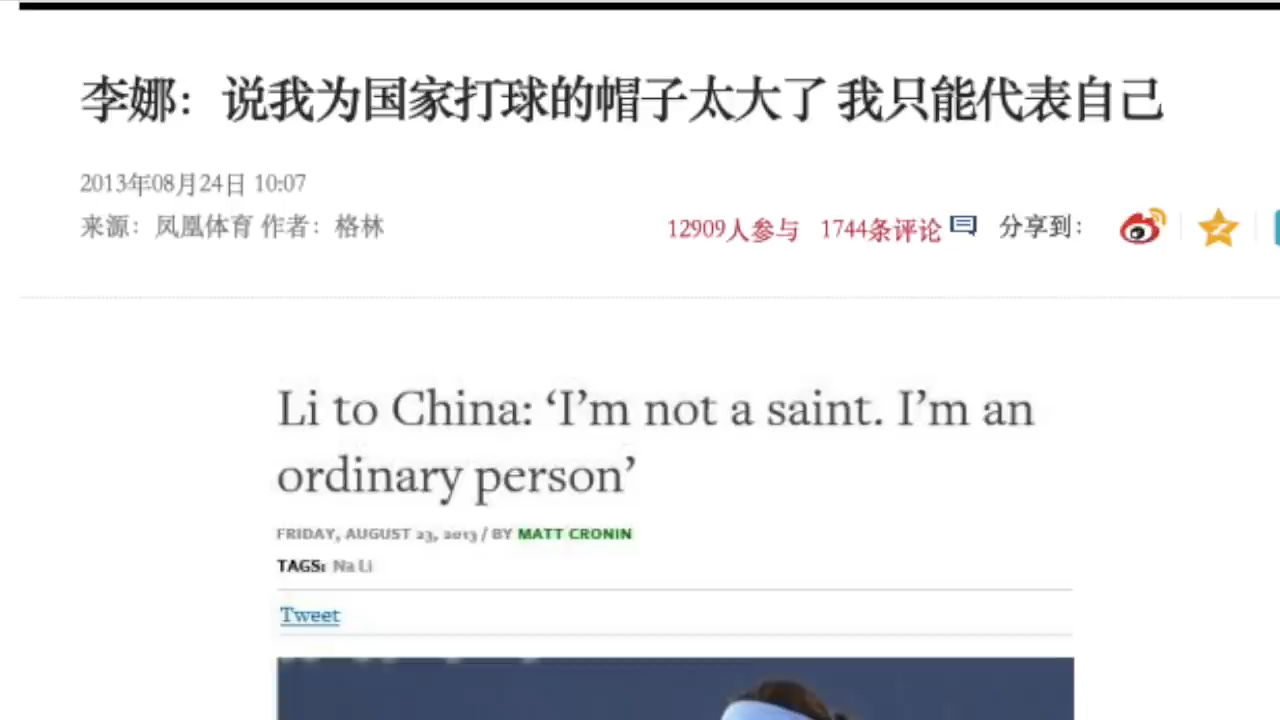 李娜：说我为国家打球的帽子太大了 我只能代表自己
2013年08月24日 10:07
来源：凤凰体育 作者：格林
12909人参与 1744条评论 分享到：
Li to China: ‘I’m not a saint. I’m an
ordinary person’
FRIDAY, AUGUST 23, 2013 / BY MATT CRONIN
TAGS: Na Li
Tweet